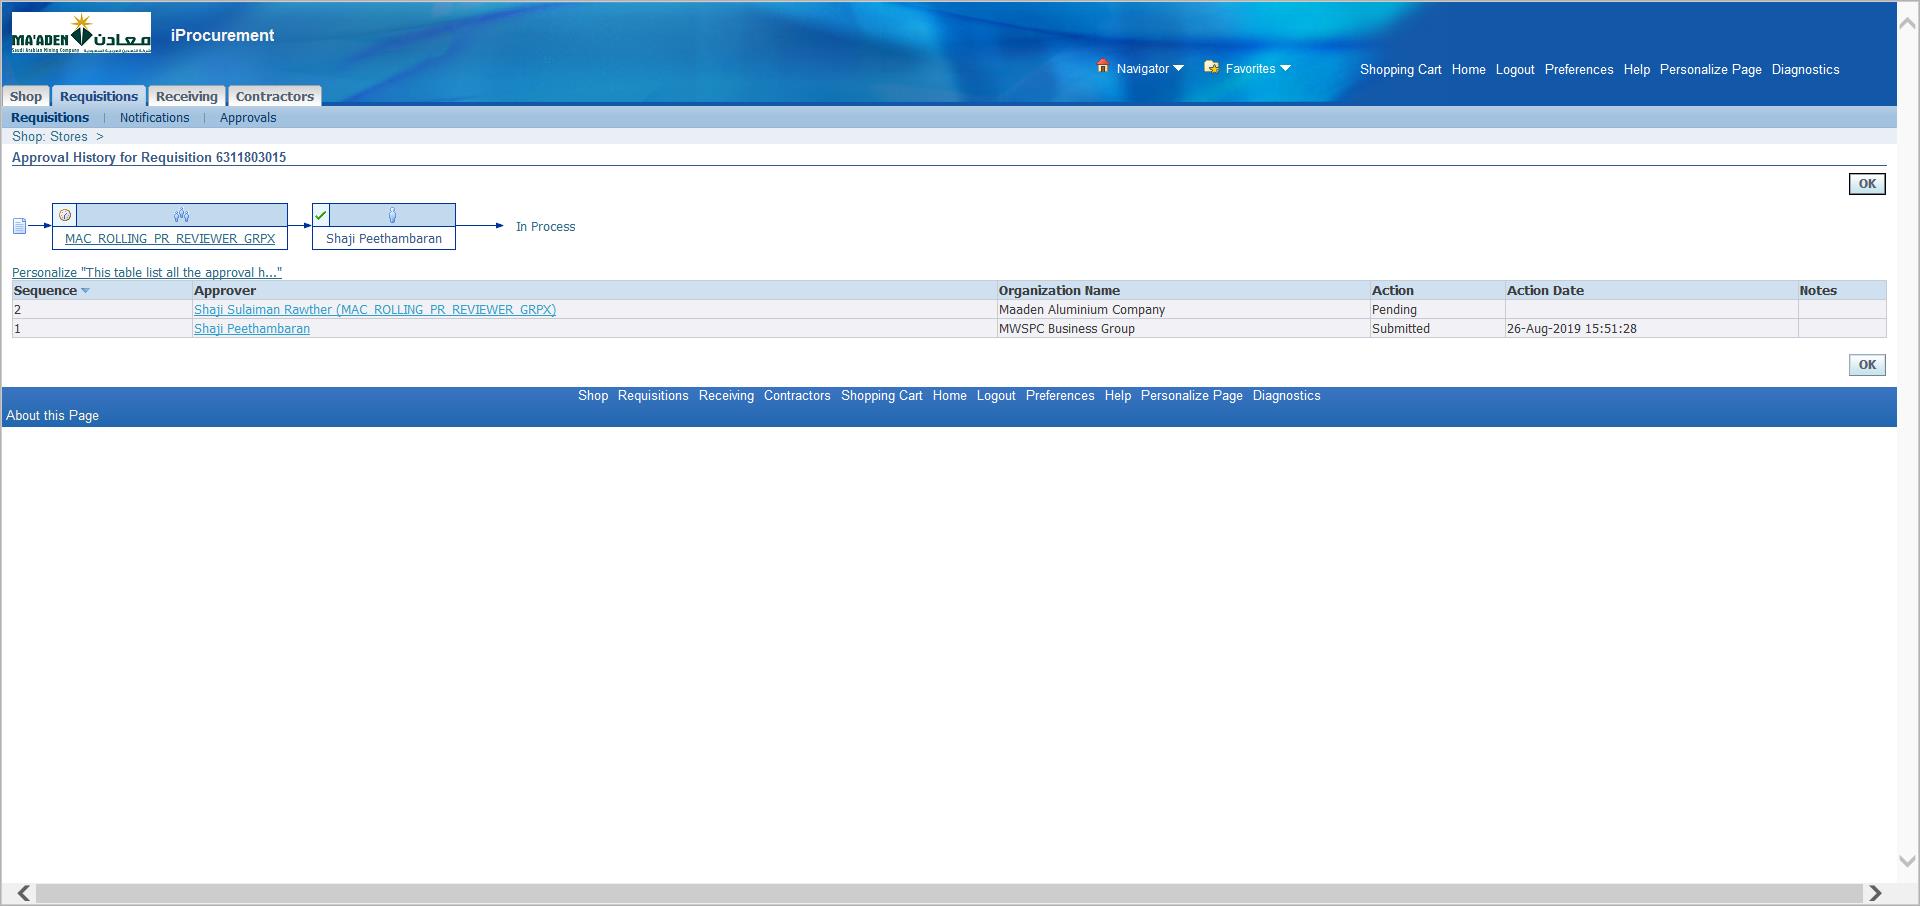 MA'ADEN معادن
Saudi Arabian Mining Company
iProcurement
Navigator Favorites Shopping Cart Home Logout Preferences Help Personalize Page Diagnostics
Shop Requisitions Receiving Contractors
Requisitions | Notifications | Approvals
Shop: Stores >
Approval History for Requisition 6311803015
OK
MAC_ROLLING_PR_REVIEWER_GRPX Shaji Peethambaran In Process
Personalize "This table list all the approval h..."
Sequence Approver Organization Name Action Action Date Notes
2 Shaji Sulaiman Rawther (MAC_ROLLING_PR_REVIEWER_GRPX) Maaden Aluminium Company Pending
1 Shaji Peethambaran MWSPC Business Group Submitted 26-Aug-2019 15:51:28
OK
Shop Requisitions Receiving Contractors Shopping Cart Home Logout Preferences Help Personalize Page Diagnostics
About this Page